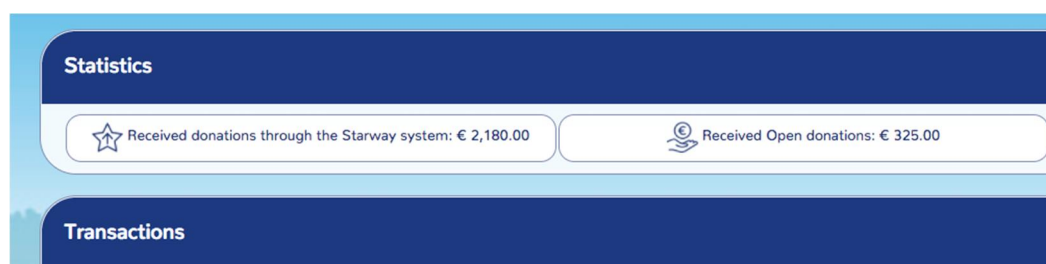 Statistics
Received donations through the Starway system: € 2,180.00
Received Open donations: € 325.00
Transactions